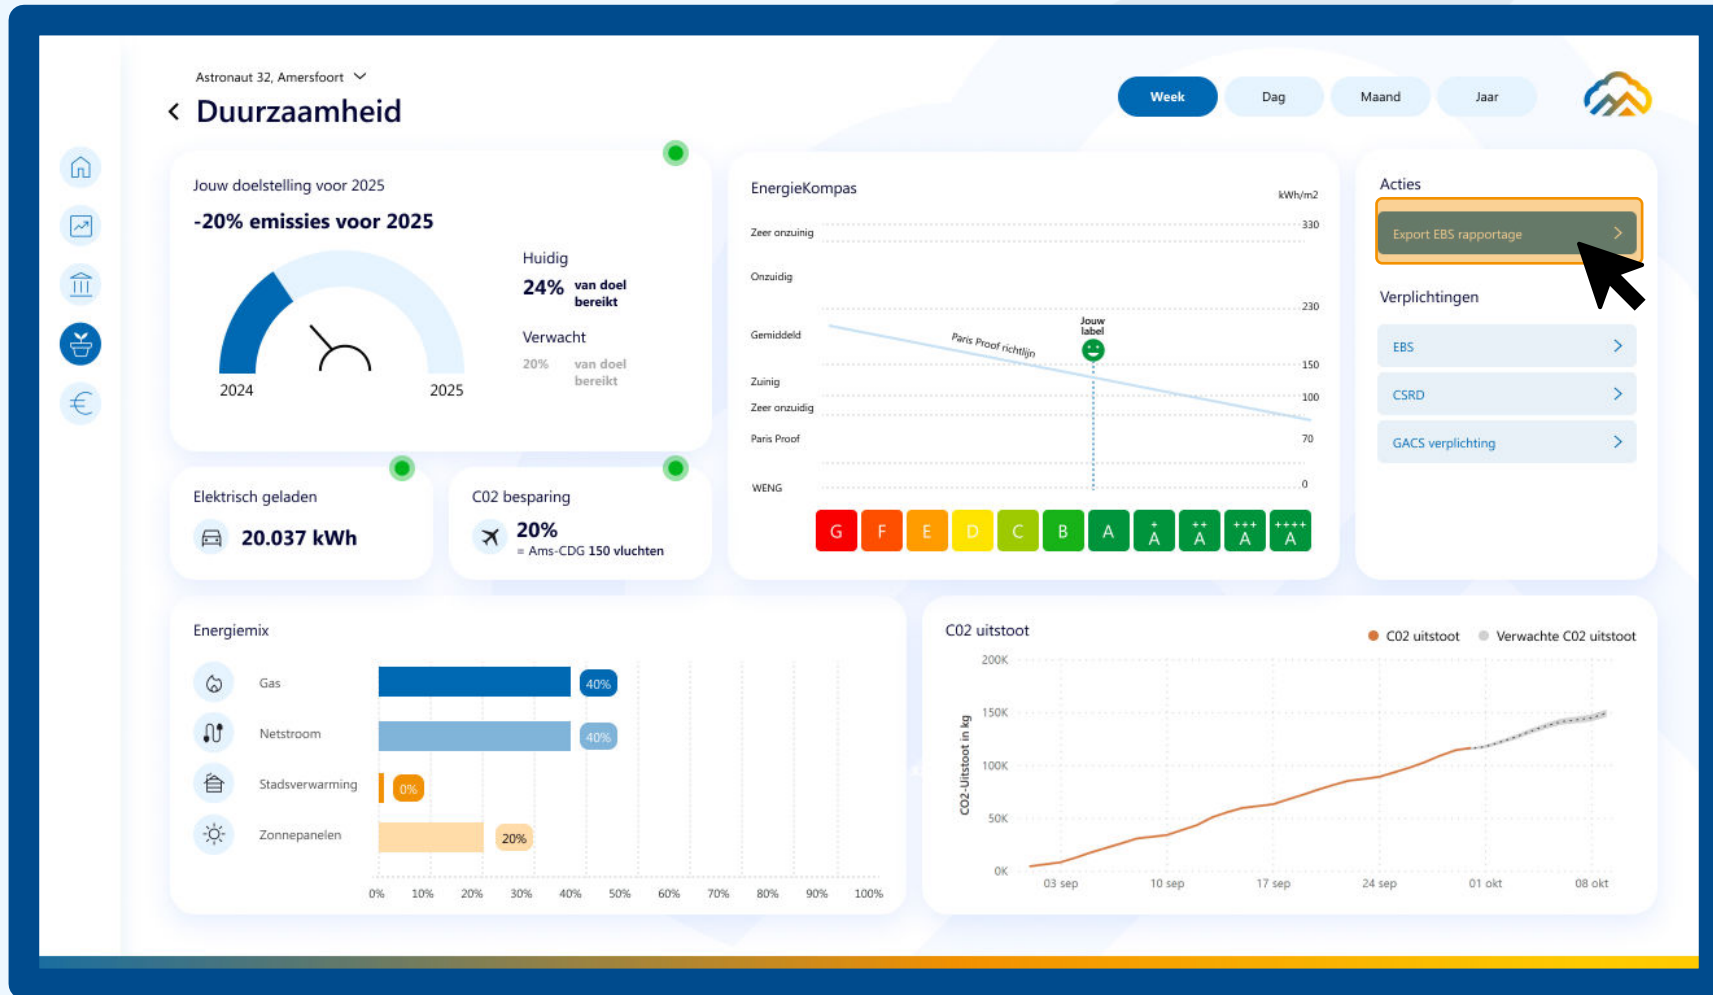 Astronaut 32, Amersfoort
Duurzaamheid
Week
Dag
Maand
Jaar
Jouw doelstelling voor 2025
-20% emissies voor 2025
Huidig
24% van doel bereikt
Verwacht
20% van doel bereikt
2024
2025
Elektrisch geladen
20.037 kWh
C02 besparing
20%
= Ams-CDG 150 vluchten
EnergieKompas
kWh/m2
Zeer onzuinig
330
Onzuidig
230
Gemiddeld
Paris Proof richtlijn
Jouw
label
150
Zuinig
100
Zeer onzuidig
Paris Proof
70
WENG
0
G
F
E
D
C
B
A
+
A
++
A
+++
A
++++
A
Acties
Export EBS rapportage
Verplichtingen
EBS
CSRD
GACS verplichting
Energiemix
Gas
40%
Netstroom
40%
Stadsverwarming
0%
Zonnepanelen
20%
0% 10% 20% 30% 40% 50% 60% 70% 80% 90% 100%
C02 uitstoot
C02 uitstoot
Verwachte C02 uitstoot
CO2-Uitstoot in kg
200K
150K
100K
50K
0K
03 sep
10 sep
17 sep
24 sep
01 okt
08 okt